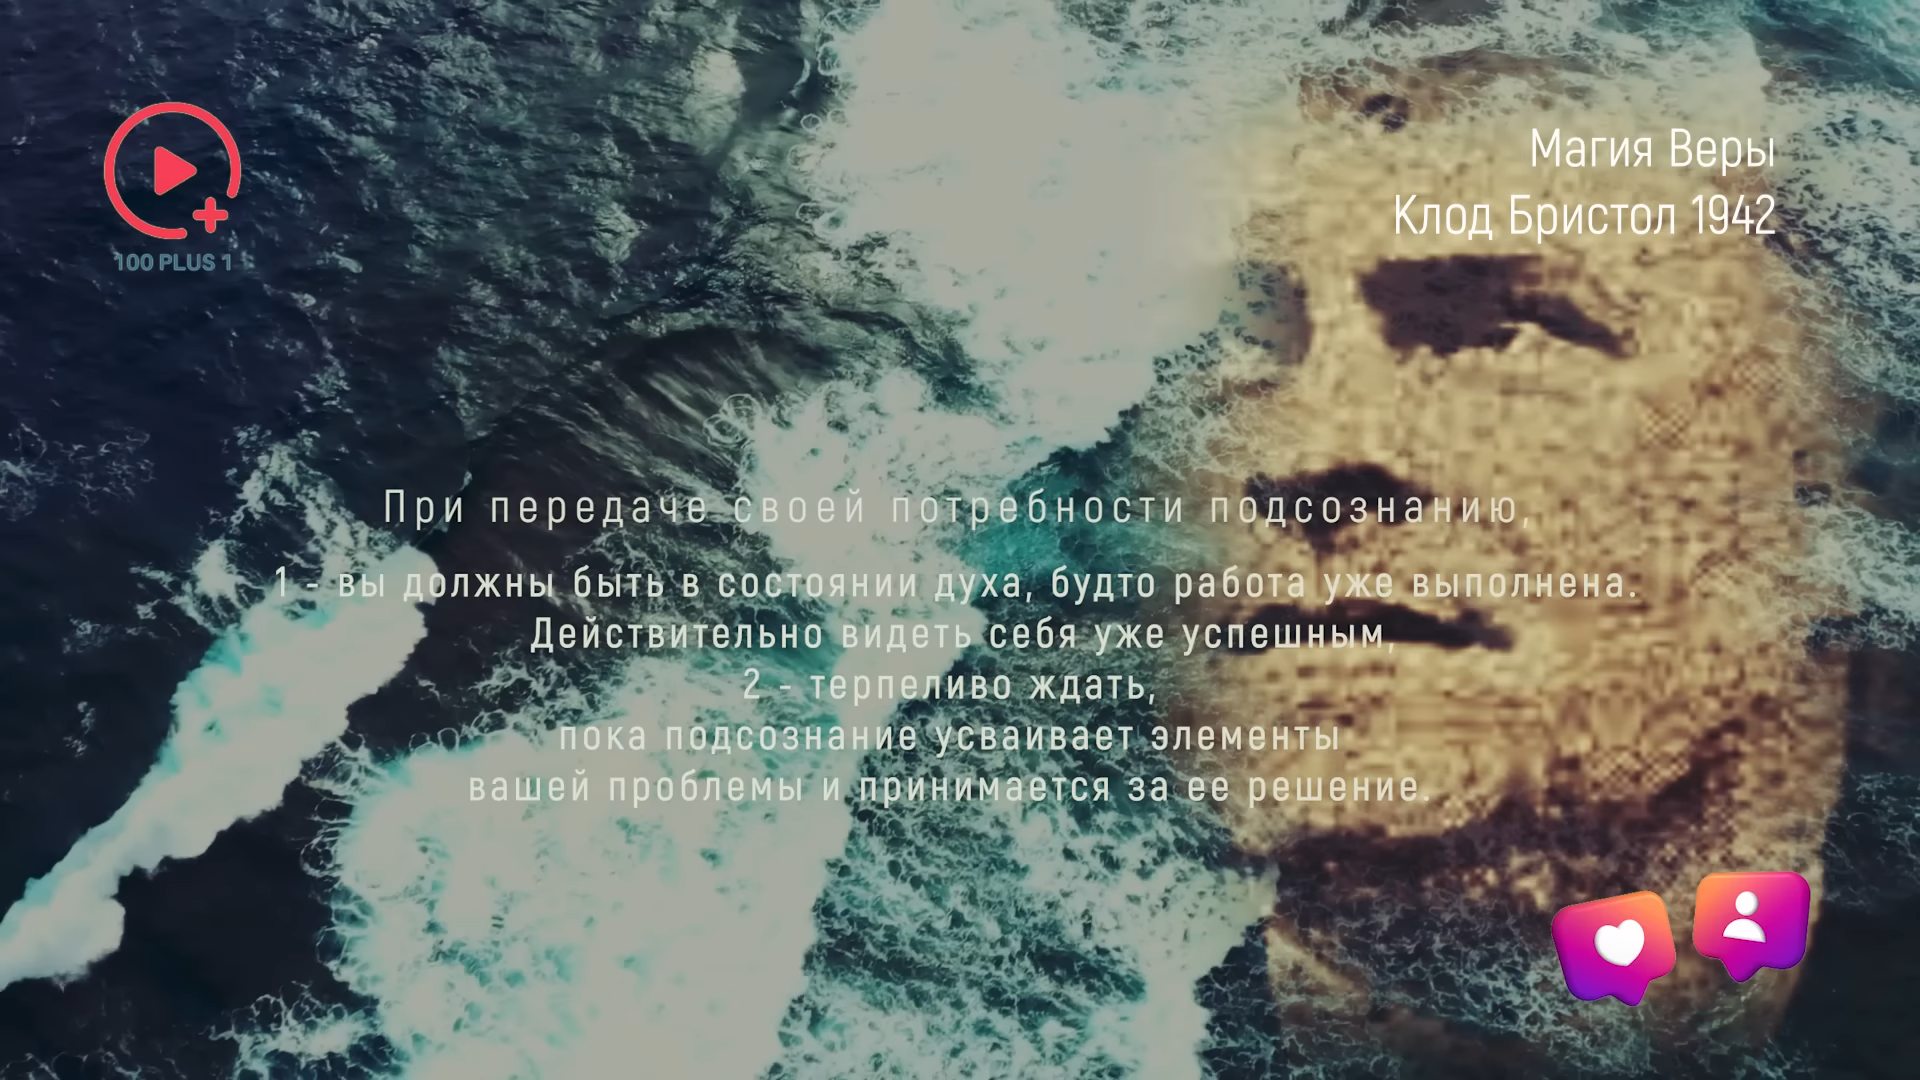 100 PLUS 1
Магия Веры
Клод Бристол 1942
При передаче своей потребности подсознанию,
1 - вы должны быть в состоянии духа, будто работа уже выполнена.
Действительно видеть себя уже успешным,
2 - терпеливо ждать,
пока подсознание усваивает элементы
вашей проблемы и принимается за ее решение.